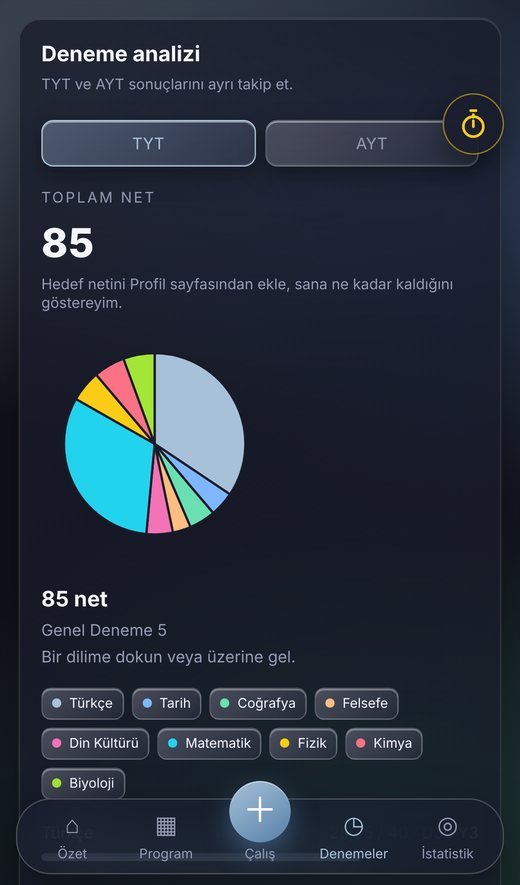 Deneme analizi
TYT ve AYT sonuçlarını ayrı takip et.
TYT
AYT
TOPLAM NET
85
Hedef netini Profil sayfasından ekle, sana ne kadar kaldığını
göstereyim.
85 net
Genel Deneme 5
Bir dilime dokun veya üzerine gel.
Türkçe
Tarih
Coğrafya
Felsefe
Din Kültürü
Matematik
Fizik
Kimya
Biyoloji
Türkçe
Özet
Program
Çalış
Denemeler
İstatistik